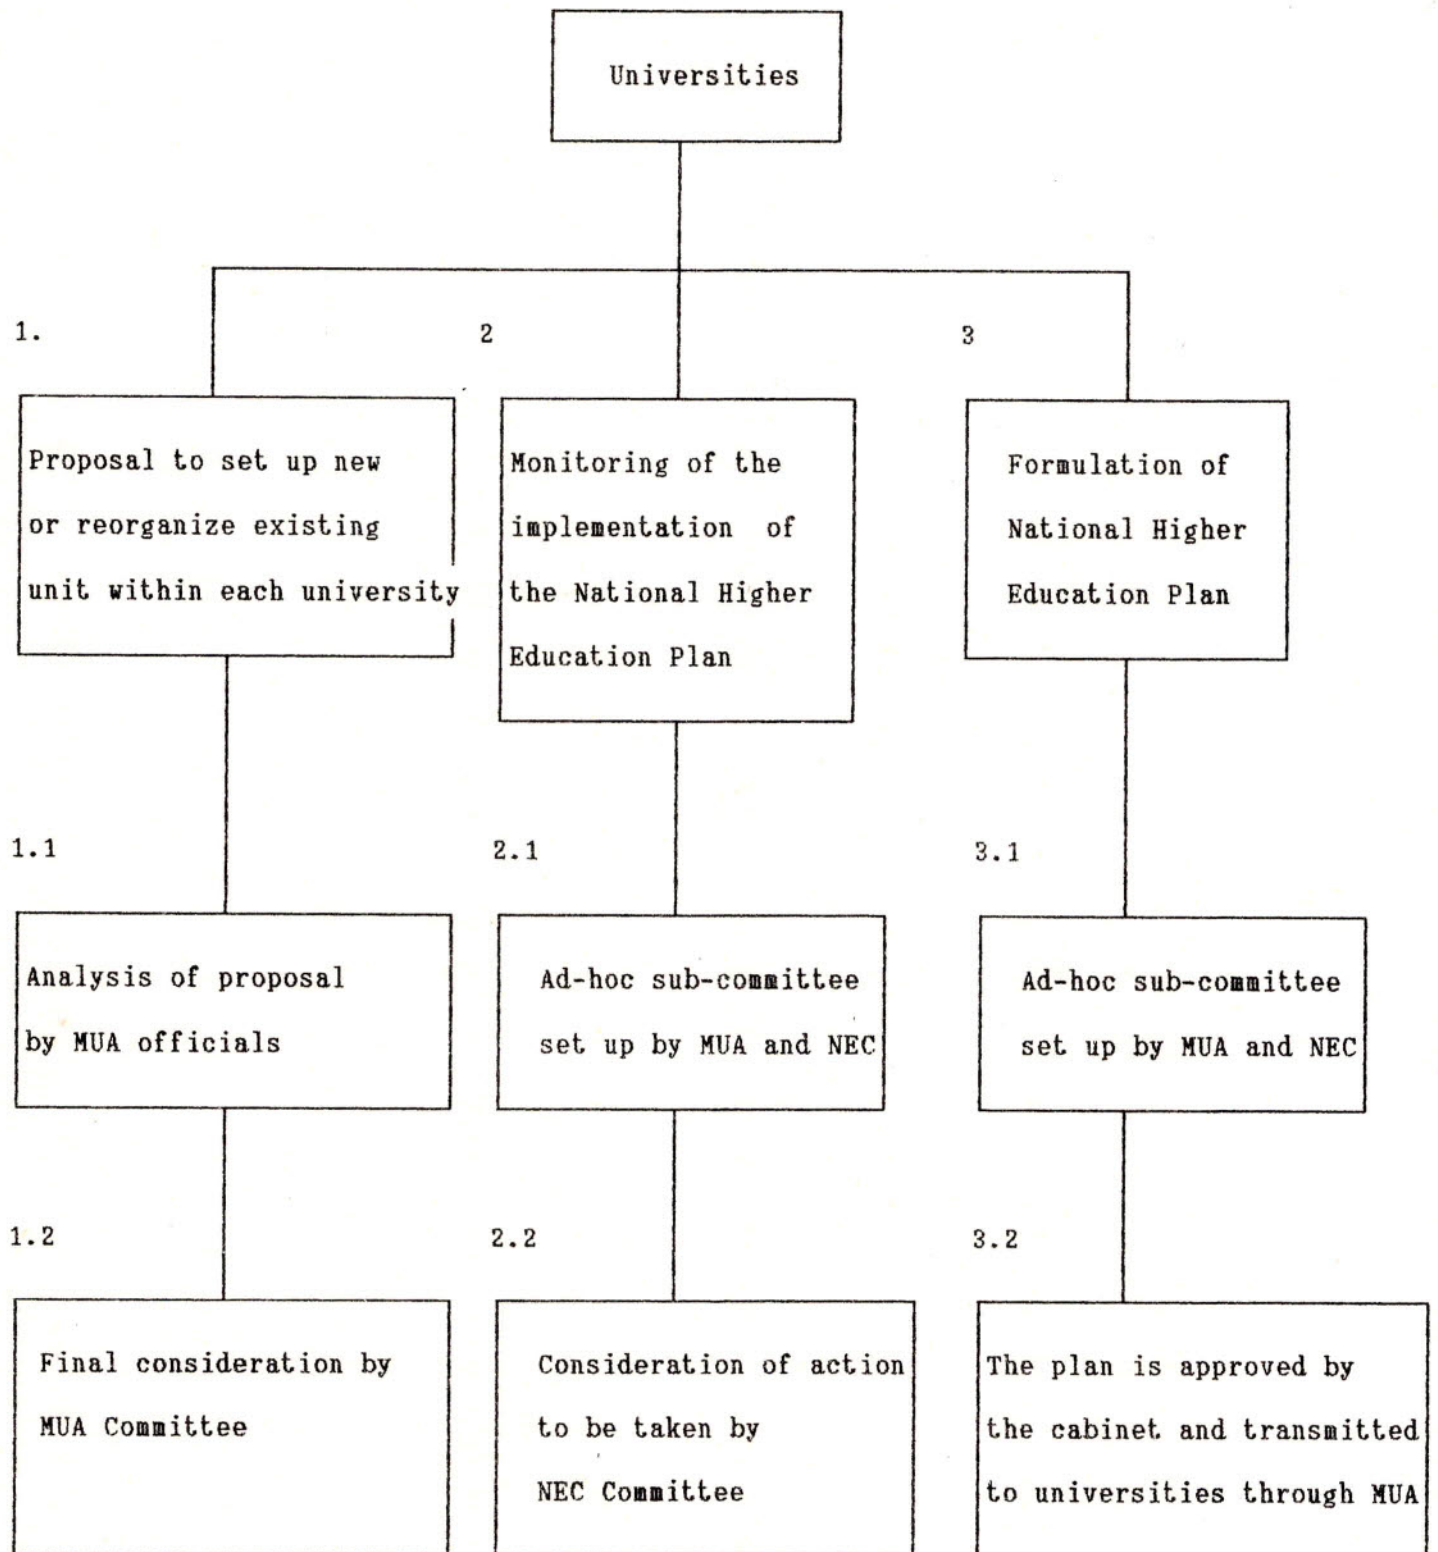 Universities
1.
2
3
Proposal to set up new
or reorganize existing
unit within each university
Monitoring of the
implementation of
the National Higher
Education Plan
Formulation of
National Higher
Education Plan
1.1
2.1
3.1
Analysis of proposal
by MUA officials
Ad-hoc sub-committee
set up by MUA and NEC
Ad-hoc sub-committee
set up by MUA and NEC
1.2
2.2
3.2
Final consideration by
MUA Committee
Consideration of action
to be taken by
NEC Committee
The plan is approved by
the cabinet and transmitted
to universities through MUA